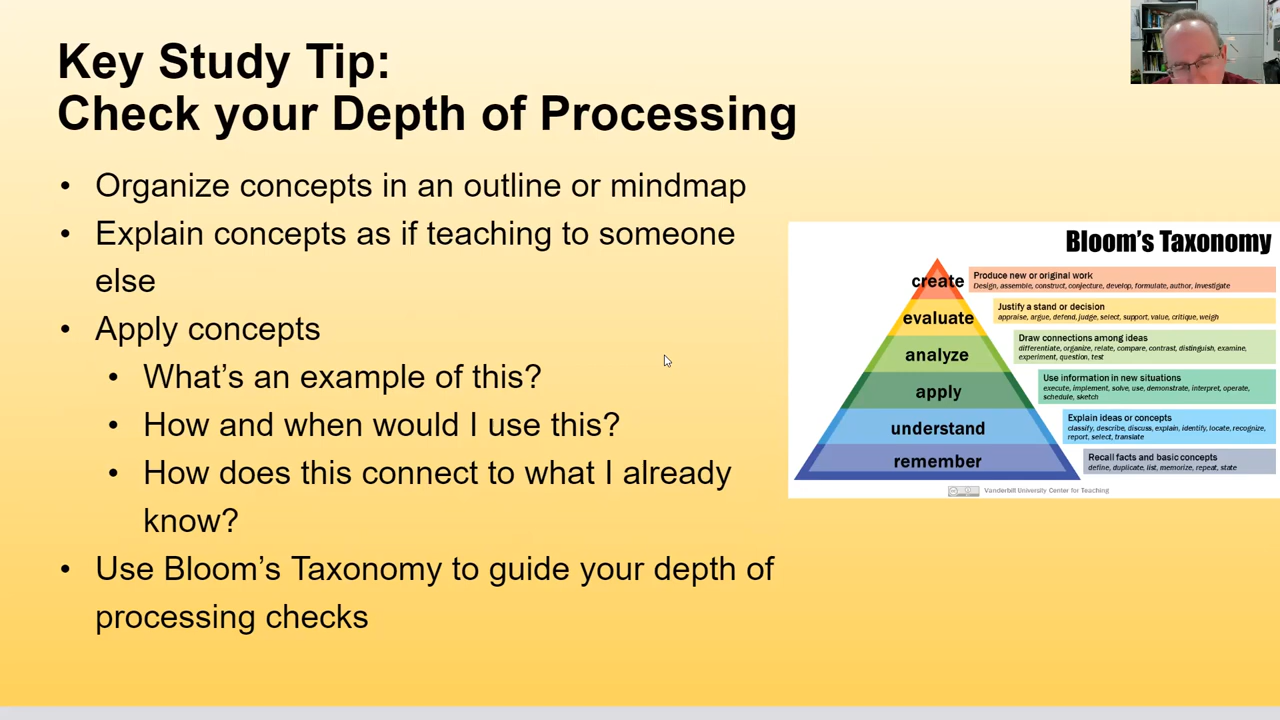 Key Study Tip:
Check your Depth of Processing
• Organize concepts in an outline or mindmap
• Explain concepts as if teaching to someone
else
• Apply concepts
• What’s an example of this?
• How and when would I use this?
• How does this connect to what I already
know?
• Use Bloom’s Taxonomy to guide your depth of
processing checks
Bloom’s Taxonomy
create
Produce new or original work
Design, assemble, construct, conjecture, develop, formulate, author, investigate
evaluate
Justify a stand or decision
appraise, argue, defend, judge, select, support, value, critique, weigh
analyze
Draw connections among ideas
differentiate, organize, relate, compare, contrast, distinguish, examine,
experiment, question, test
apply
Use information in new situations
execute, implement, solve, use, demonstrate, interpret, operate,
schedule, sketch
understand
Explain ideas or concepts
classify, describe, discuss, explain, identify, locate, recognize,
report, select, translate
remember
Recall facts and basic concepts
define, duplicate, list, memorize, repeat, state
Vanderbilt University Center for Teaching